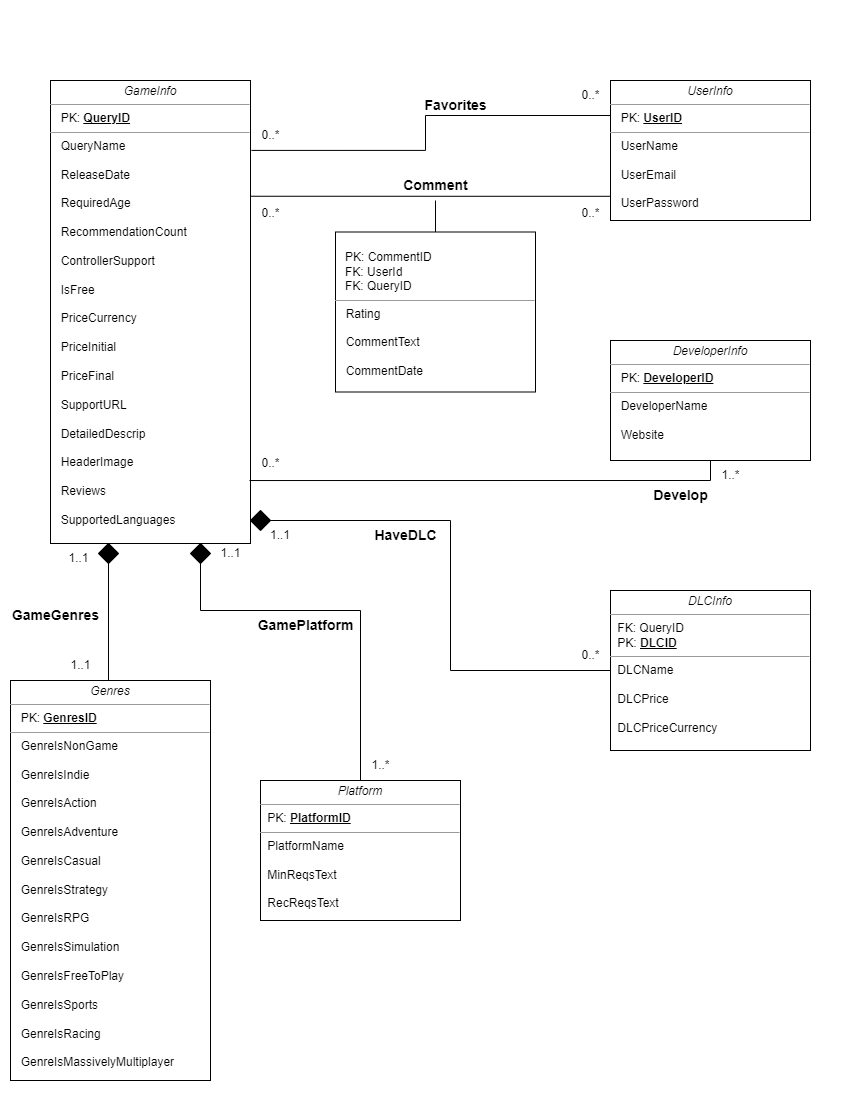 GameInfo
PK: QueryID
QueryName
ReleaseDate
RequiredAge
RecommendationCount
ControllerSupport
IsFree
PriceCurrency
PriceInitial
PriceFinal
SupportURL
DetailedDescrip
HeaderImage
Reviews
SupportedLanguages
Favorites
0..*
0..*
UserInfo
PK: UserID
UserName
UserEmail
UserPassword
Comment
0..*
0..*
PK: CommentID
FK: UserId
FK: QueryID
Rating
CommentText
CommentDate
DeveloperInfo
PK: DeveloperID
DeveloperName
Website
0..*
1..*
Develop
1..1
HaveDLC
0..*
DLCInfo
FK: QueryID
PK: DLCID
DLCName
DLCPrice
DLCPriceCurrency
1..1
GameGenres
1..1
Genres
PK: GenresID
GenreIsNonGame
GenreIsIndie
GenreIsAction
GenreIsAdventure
GenreIsCasual
GenreIsStrategy
GenreIsRPG
GenreIsSimulation
GenreIsFreeToPlay
GenreIsSports
GenreIsRacing
GenreIsMassivelyMultiplayer
1..1
GamePlatform
1..*
Platform
PK: PlatformID
PlatformName
MinReqsText
RecReqsText